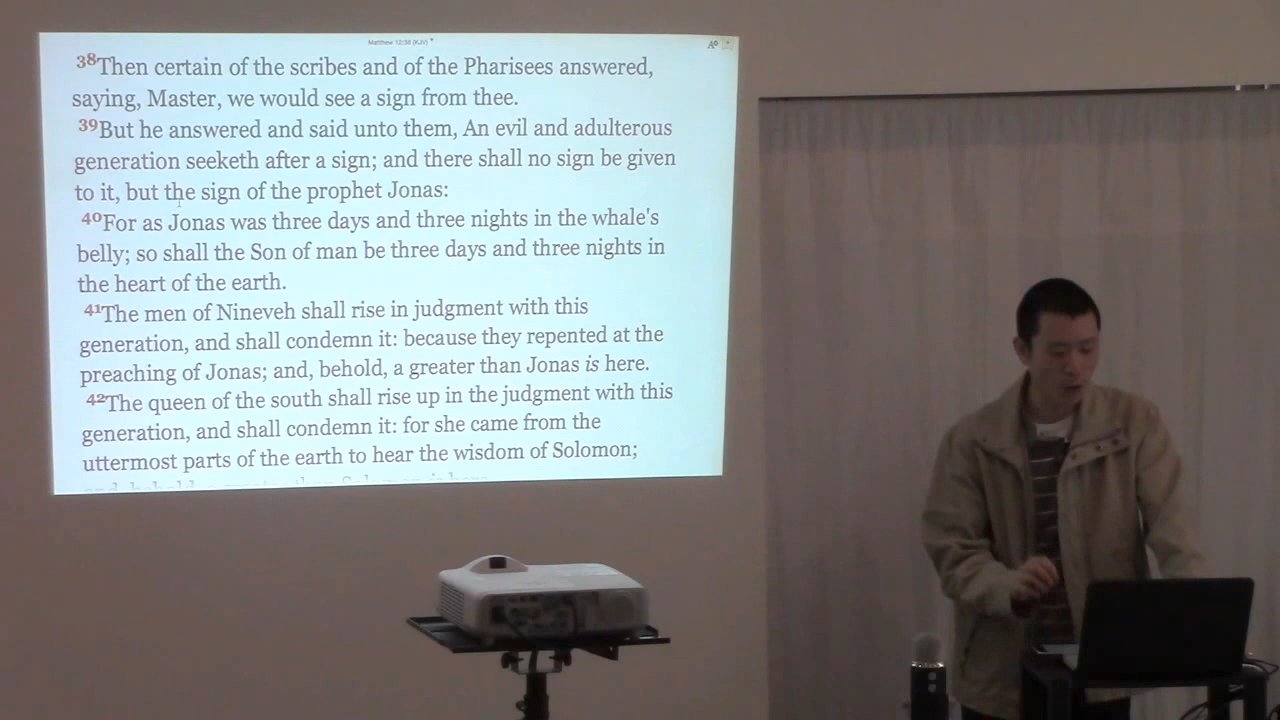 Matthew 12:38 (KJV)
38Then certain of the scribes and of the Pharisees answered,
saying, Master, we would see a sign from thee.
39But he answered and said unto them, An evil and adulterous
generation seeketh after a sign; and there shall no sign be given
to it, but the sign of the prophet Jonas:
40For as Jonas was three days and three nights in the whale's
belly; so shall the Son of man be three days and three nights in
the heart of the earth.
41The men of Nineveh shall rise in judgment with this
generation, and shall condemn it: because they repented at the
preaching of Jonas; and, behold, a greater than Jonas is here.
42The queen of the south shall rise up in the judgment with this
generation, and shall condemn it: for she came from the
uttermost parts of the earth to hear the wisdom of Solomon;